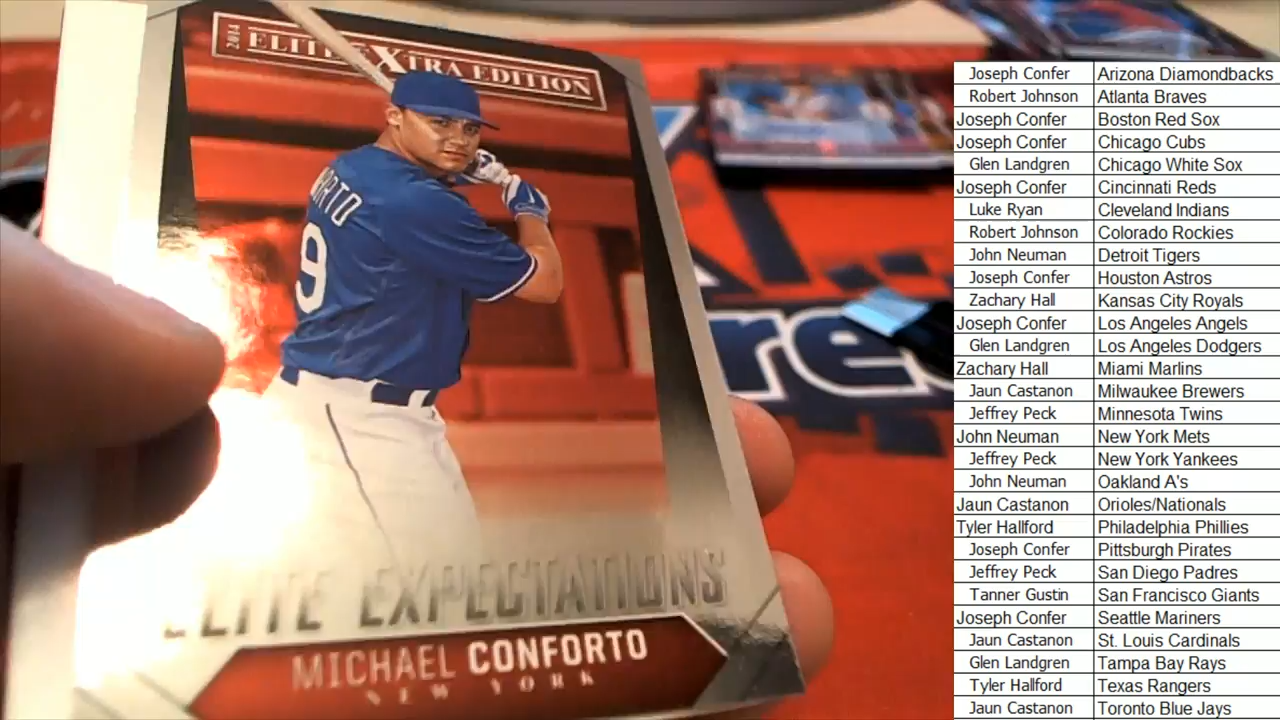 2014 ELITE EXTRA EDITION
ORTO
9
ELITE EXPECTATIONS
MICHAEL CONFORTO
NEW YORK
re
Joseph Confer Arizona Diamondbacks
Robert Johnson Atlanta Braves
Joseph Confer Boston Red Sox
Joseph Confer Chicago Cubs
Glen Landgren Chicago White Sox
Joseph Confer Cincinnati Reds
Luke Ryan Cleveland Indians
Robert Johnson Colorado Rockies
John Neuman Detroit Tigers
Joseph Confer Houston Astros
Zachary Hall Kansas City Royals
Joseph Confer Los Angeles Angels
Glen Landgren Los Angeles Dodgers
Zachary Hall Miami Marlins
Jaun Castanon Milwaukee Brewers
Jeffrey Peck Minnesota Twins
John Neuman New York Mets
Jeffrey Peck New York Yankees
John Neuman Oakland A's
Jaun Castanon Orioles/Nationals
Tyler Hallford Philadelphia Phillies
Joseph Confer Pittsburgh Pirates
Jeffrey Peck San Diego Padres
Tanner Gustin San Francisco Giants
Joseph Confer Seattle Mariners
Jaun Castanon St. Louis Cardinals
Glen Landgren Tampa Bay Rays
Tyler Hallford Texas Rangers
Jaun Castanon Toronto Blue Jays